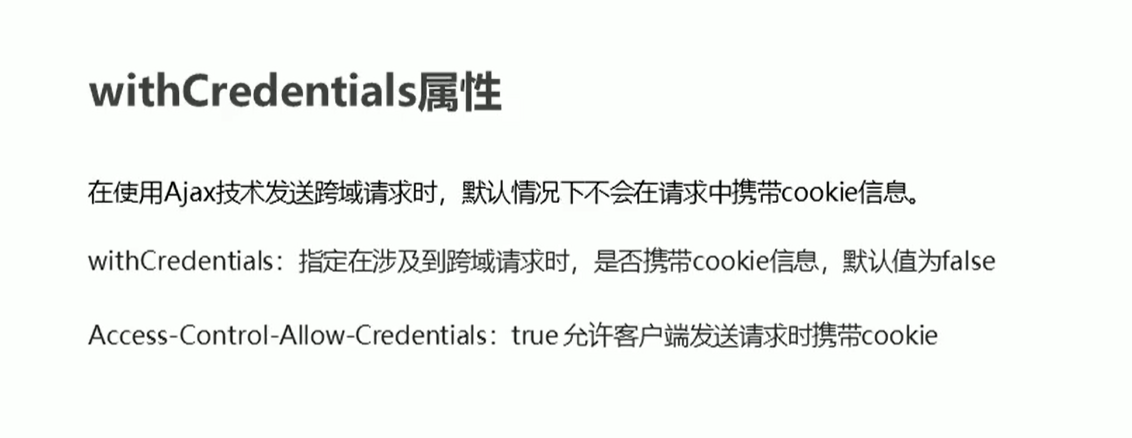 withCredentials属性
在使用Ajax技术发送跨域请求时，默认情况下不会在请求中携带cookie信息。
withCredentials：指定在涉及到跨域请求时，是否携带cookie信息，默认值为false
Access-Control-Allow-Credentials：true 允许客户端发送请求时携带cookie